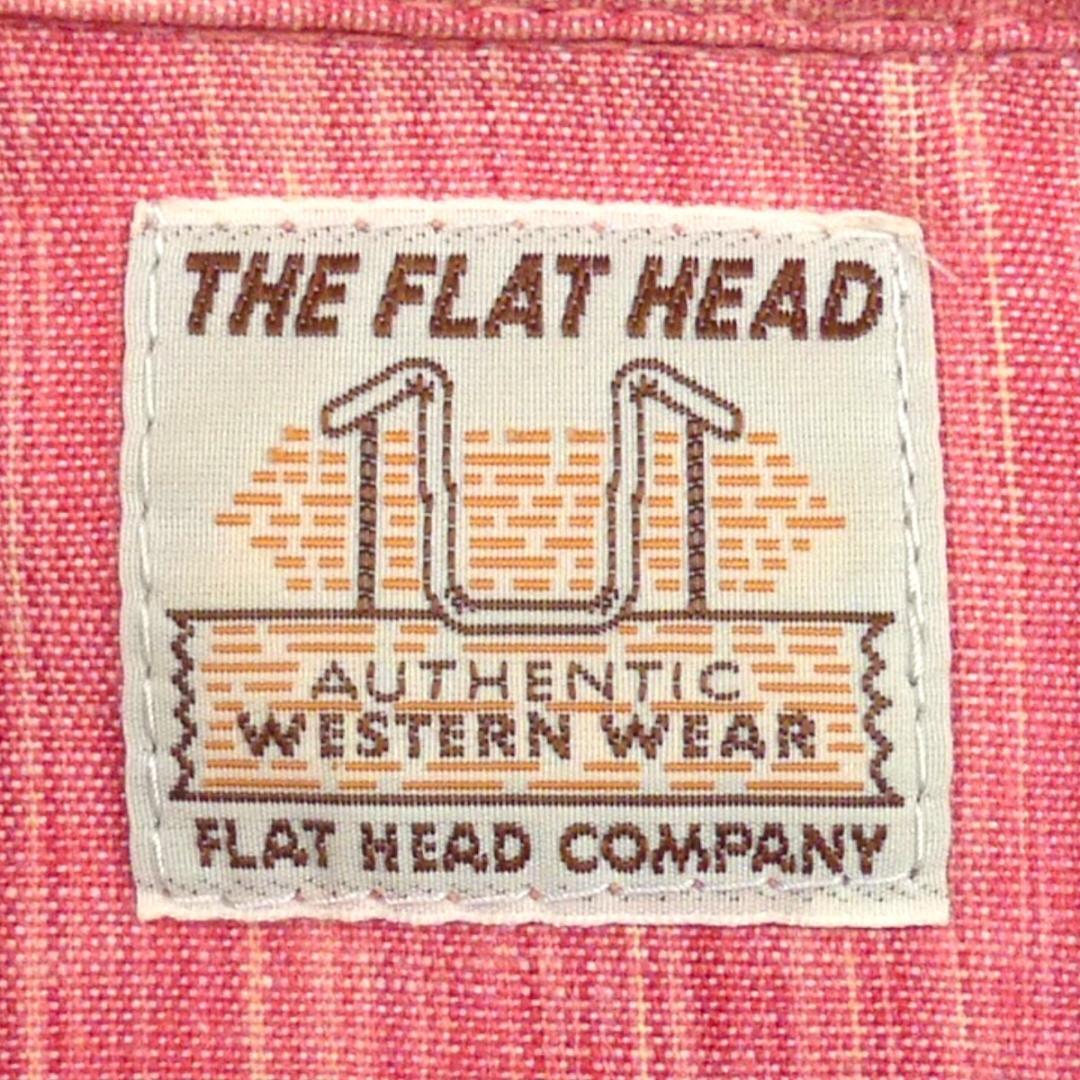 THE FLAT HEAD
AUTHENTIC
WESTERN WEAR
FLAT HEAD COMPANY